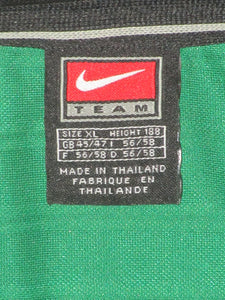 TEAM
SIZE XL HEIGHT 188
GB 45/47 I 56/58
F 56/58 D 56/58
MADE IN THAILAND
FABRIQUE EN
THAILANDE